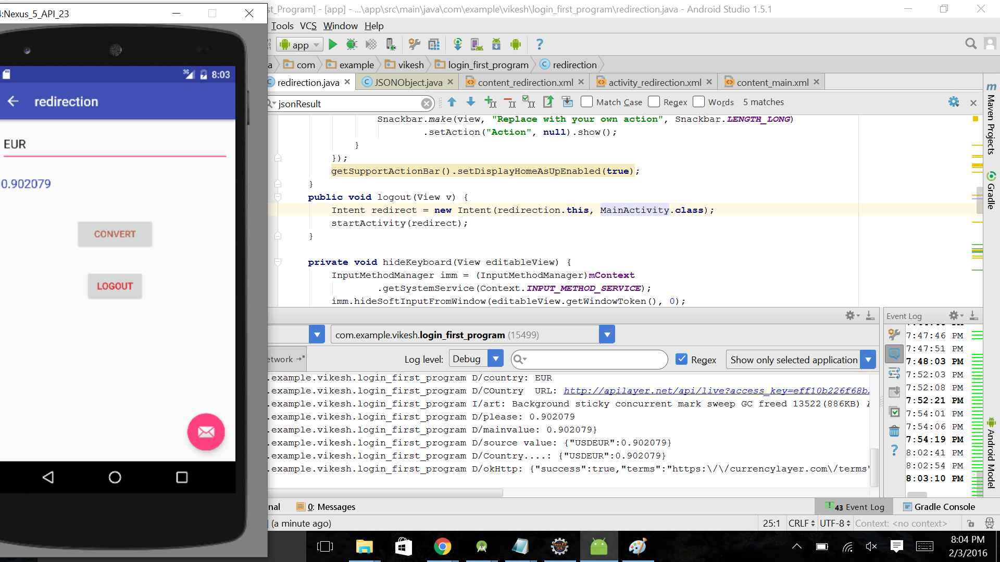 4:Nexus_5_API_23
st_Program] - [app] - ...\app\src\main\java\com\example\vikesh\login_first_program\redirection.java - Android Studio 1.5.1
Tools VCS Window Help
app
a com example vikesh login_first_program redirection
redirection.java JSONObject.java content_redirection.xml activity_redirection.xml content_main.xml
jsonResult Match Case Regex Words 5 matches
3G 8:03
redirection
EUR
0.902079
CONVERT
LOGOUT
Snackbar.make(view, "Replace with your own action", Snackbar.LENGTH_LONG)
.setAction("Action", null).show();
}
});
getSupportActionBar().setDisplayHomeAsUpEnabled(true);
}
public void logout(View v) {
Intent redirect = new Intent(redirection.this, MainActivity.class);
startActivity(redirect);
}
private void hideKeyboard(View editableView) {
InputMethodManager imm = (InputMethodManager)mContext
.getSystemService(Context.INPUT_METHOD_SERVICE);
imm.hideSoftInputFromWindow(editableView.getWindowToken(), 0);
m Maven Projects
Gradle
Android Model
com.example.vikesh.login_first_program (15499)
etwork Log level: Debug Regex Show only selected application
.example.vikesh.login_first_program D/country: EUR
.example.vikesh.login_first_program D/COuntry  URL: http://apilayer.net/api/live?access_key=eff10b226f68b
.example.vikesh.login_first_program I/art: Background sticky concurrent mark sweep GC freed 13522(886KB)
.example.vikesh.login_first_program D/please: 0.902079
.example.vikesh.login_first_program D/mainvalue: 0.902079}
.example.vikesh.login_first_program D/source value: {"USDEUR":0.902079}
.example.vikesh.login_first_program D/Country....: {"USDEUR":0.902079}
.example.vikesh.login_first_program D/okHttp: {"success":true,"terms":"https:\/\/currencylayer.com\/terms"
Event Log
7:47:46 PM
7:47:51 PM
7:48:03 PM
7:52:03 PM
7:52:08 PM
7:52:21 PM
7:54:01 PM
7:54:06 PM
7:54:19 PM
8:02:41 PM
8:02:54 PM
8:03:10 PM
nal 0: Messages 43 Event Log Gradle Console
(a minute ago) 25:1 CRLF UTF-8 Context: <no context>
8:04 PM
2/3/2016